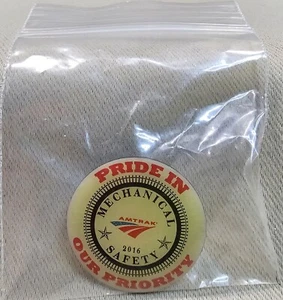 PRIDE IN
MECHANICAL
AMTRAK
2016
SAFETY
OUR PRIORITY